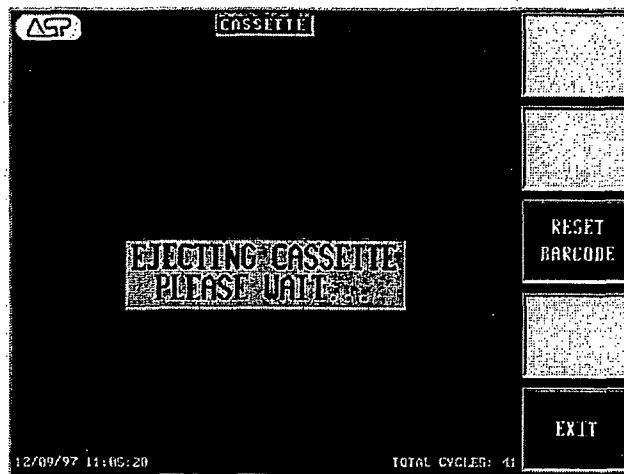 ASP
CASSETTE
RESET
BARCODE
EJECTING CASSETTE
PLEASE WAIT...
EXIT
12/09/97 11:05:20
TOTAL CYCLES: 41